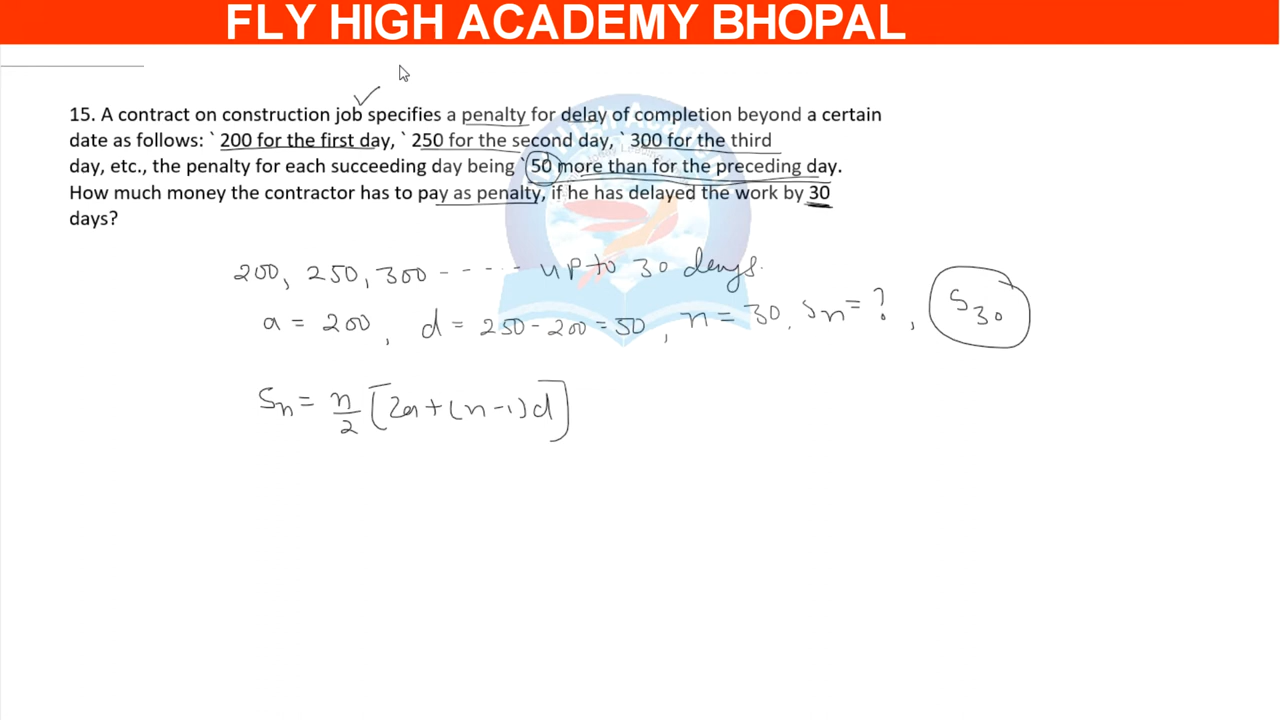 FLY HIGH ACADEMY BHOPAL
15. A contract on construction job specifies a penalty for delay of completion beyond a certain
date as follows: ` 200 for the first day, ` 250 for the second day, ` 300 for the third
day, etc., the penalty for each succeeding day being ` 50 more than for the preceding day.
How much money the contractor has to pay as penalty, if he has delayed the work by 30
days?
200, 250, 300 - - - - - up to 30 days.
a = 200, d = 250 - 200 = 50, n = 30, Sn = ?, S30
Sn = n/2 [2a + (n-1)d]